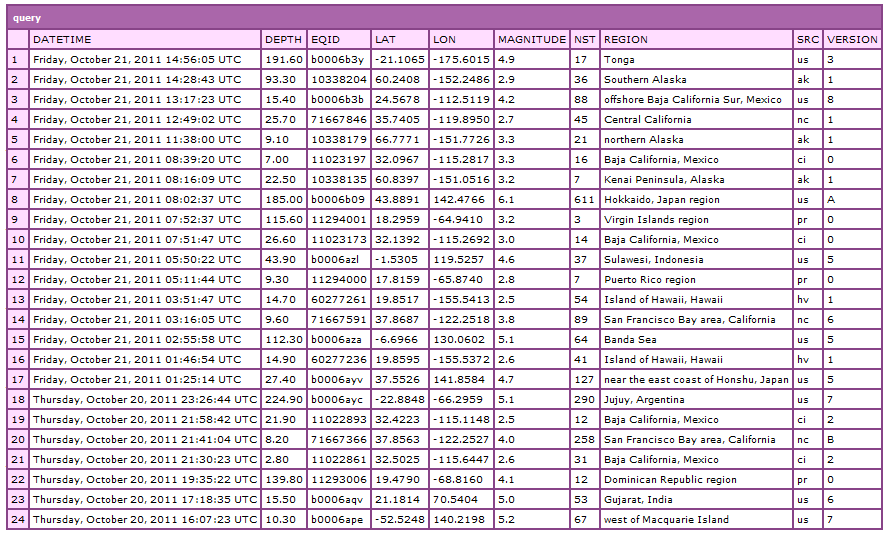 query
DATETIME DEPTH EQID LAT LON MAGNITUDE NST REGION SRC VERSION
1 Friday, October 21, 2011 14:56:05 UTC 191.60 b0006b3y -21.1065 -175.6015 4.9 17 Tonga us 3
2 Friday, October 21, 2011 14:28:43 UTC 93.30 10338204 60.2408 -152.2486 2.9 36 Southern Alaska ak 1
3 Friday, October 21, 2011 13:17:23 UTC 15.40 b0006b3b 24.5678 -112.5119 4.2 88 offshore Baja California Sur, Mexico us 8
4 Friday, October 21, 2011 12:49:02 UTC 25.70 71667846 35.7405 -119.8950 2.7 45 Central California nc 1
5 Friday, October 21, 2011 11:38:00 UTC 9.10 10338179 66.7771 -151.7726 3.3 21 northern Alaska ak 1
6 Friday, October 21, 2011 08:39:20 UTC 7.00 11023197 32.0967 -115.2817 3.3 16 Baja California, Mexico ci 0
7 Friday, October 21, 2011 08:16:09 UTC 22.50 10338135 60.8397 -151.0516 3.2 7 Kenai Peninsula, Alaska ak 1
8 Friday, October 21, 2011 08:02:37 UTC 185.00 b0006b09 43.8891 142.4766 6.1 611 Hokkaido, Japan region us A
9 Friday, October 21, 2011 07:52:37 UTC 115.60 11294001 18.2959 -64.9410 3.2 3 Virgin Islands region pr 0
10 Friday, October 21, 2011 07:51:47 UTC 26.60 11023173 32.1392 -115.2692 3.0 14 Baja California, Mexico ci 0
11 Friday, October 21, 2011 05:50:22 UTC 43.90 b0006azl -1.5305 119.5257 4.6 37 Sulawesi, Indonesia us 5
12 Friday, October 21, 2011 05:11:44 UTC 9.30 11294000 17.8159 -65.8740 2.8 7 Puerto Rico region pr 0
13 Friday, October 21, 2011 03:51:47 UTC 14.70 60277261 19.8517 -155.5413 2.5 54 Island of Hawaii, Hawaii hv 1
14 Friday, October 21, 2011 03:16:05 UTC 9.60 71667591 37.8687 -122.2518 3.8 89 San Francisco Bay area, California nc 6
15 Friday, October 21, 2011 02:55:58 UTC 112.30 b0006aza -6.6966 130.0602 5.1 64 Banda Sea us 5
16 Friday, October 21, 2011 01:46:54 UTC 14.90 60277236 19.8595 -155.5372 2.6 41 Island of Hawaii, Hawaii hv 1
17 Friday, October 21, 2011 01:25:14 UTC 27.40 b0006ayv 37.5526 141.8584 4.7 127 near the east coast of Honshu, Japan us 5
18 Thursday, October 20, 2011 23:26:44 UTC 224.90 b0006ayc -22.8848 -66.2959 5.1 290 Jujuy, Argentina us 7
19 Thursday, October 20, 2011 21:58:42 UTC 21.90 11022893 32.4223 -115.1148 2.5 12 Baja California, Mexico ci 2
20 Thursday, October 20, 2011 21:41:04 UTC 8.20 71667366 37.8563 -122.2527 4.0 258 San Francisco Bay area, California nc B
21 Thursday, October 20, 2011 21:30:23 UTC 2.80 11022861 32.5025 -115.6447 2.6 31 Baja California, Mexico ci 2
22 Thursday, October 20, 2011 19:35:22 UTC 139.80 11293006 19.4790 -68.8160 4.1 12 Dominican Republic region pr 0
23 Thursday, October 20, 2011 17:18:35 UTC 15.50 b0006aqv 21.1814 70.5404 5.0 53 Gujarat, India us 6
24 Thursday, October 20, 2011 16:07:23 UTC 10.30 b0006ape -52.5248 140.2198 5.2 67 west of Macquarie Island us 7